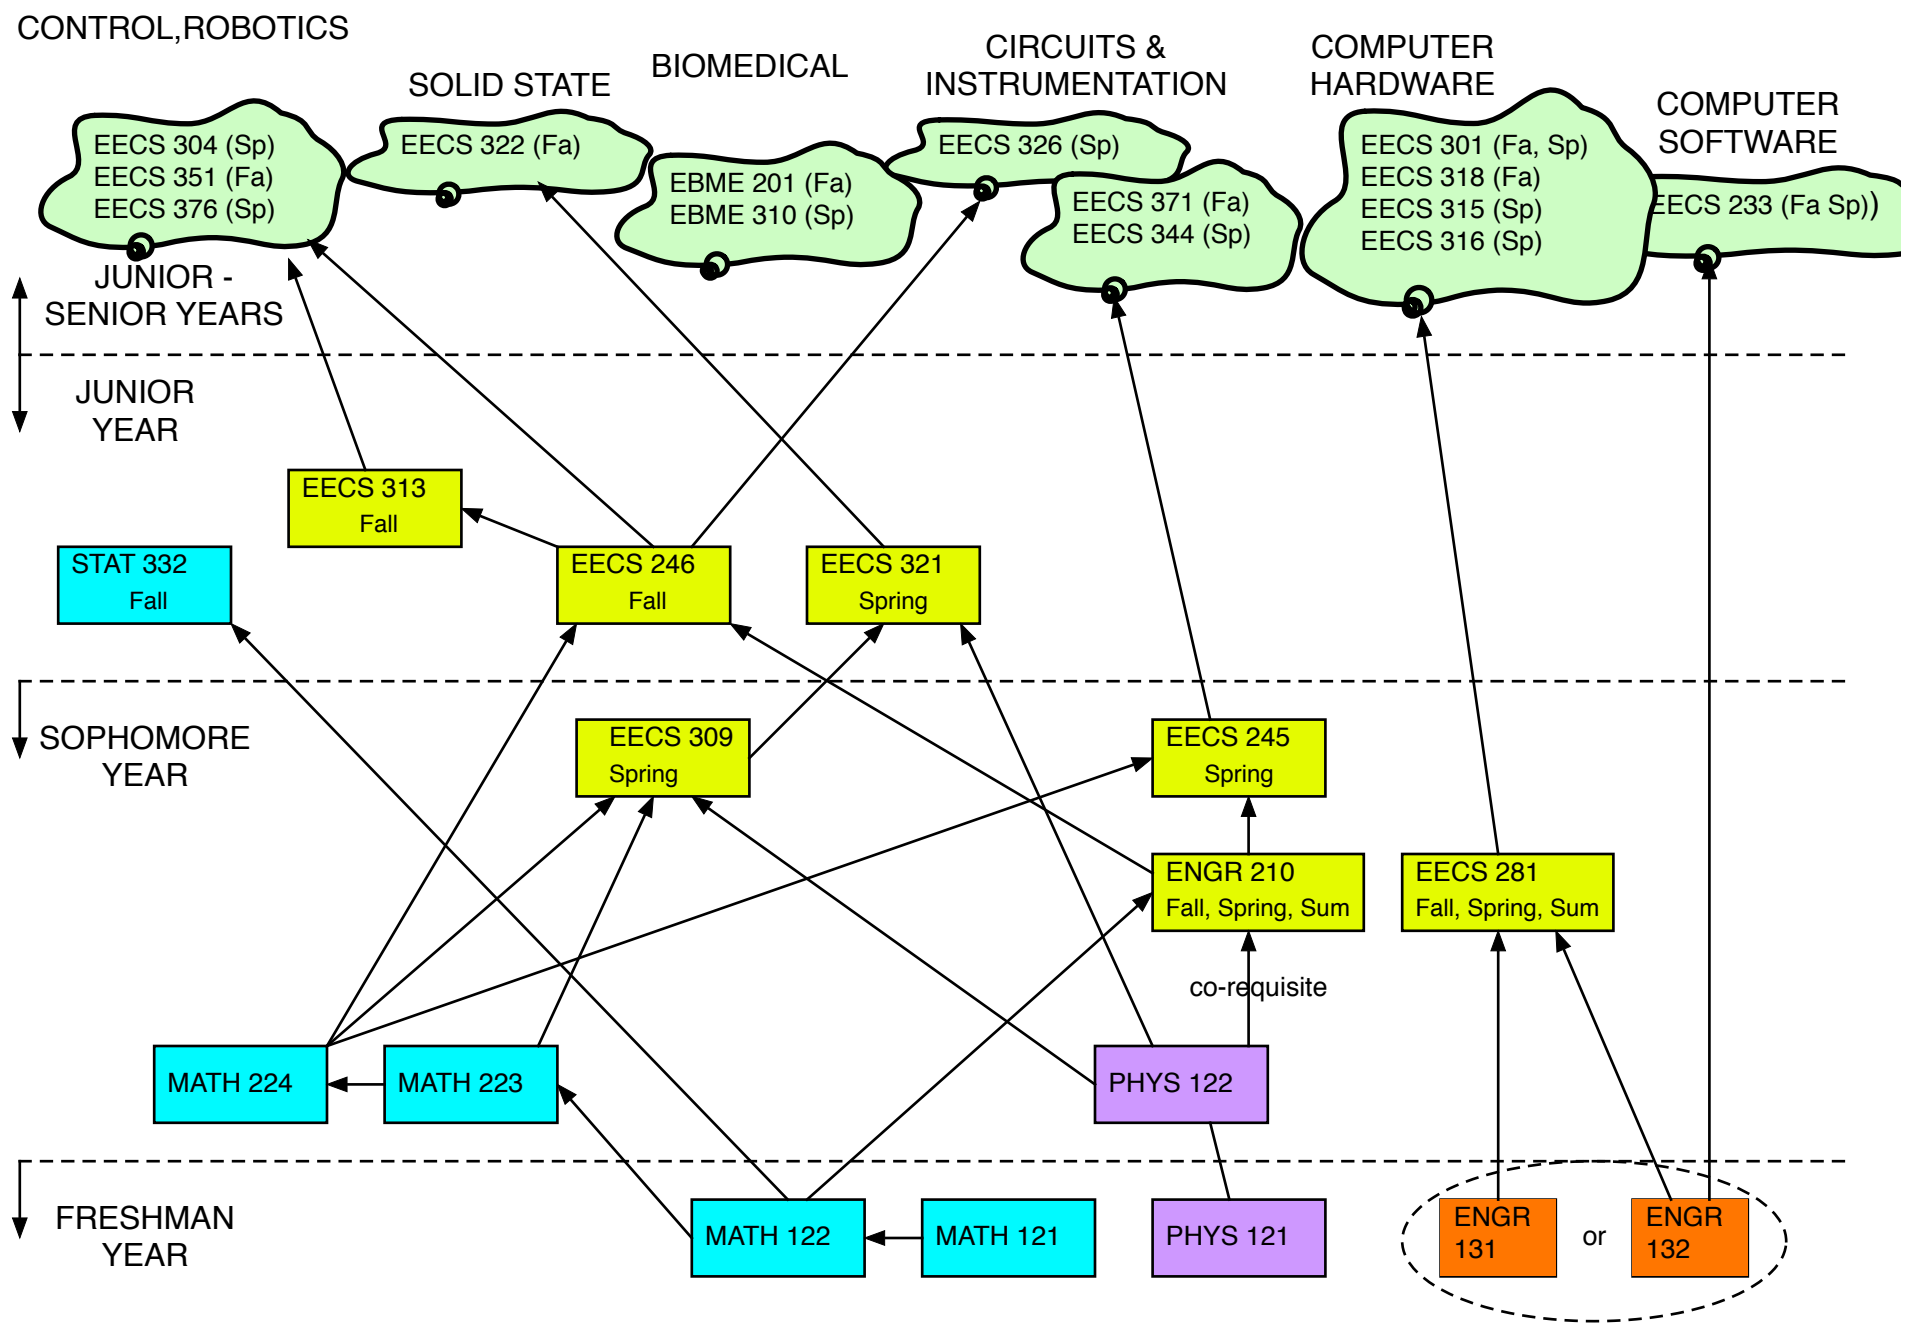 CONTROL,ROBOTICS
SOLID STATE
BIOMEDICAL
CIRCUITS &
INSTRUMENTATION
COMPUTER
HARDWARE
COMPUTER
SOFTWARE
EECS 304 (Sp)
EECS 351 (Fa)
EECS 376 (Sp)
EECS 322 (Fa)
EBME 201 (Fa)
EBME 310 (Sp)
EECS 326 (Sp)
EECS 371 (Fa)
EECS 344 (Sp)
EECS 301 (Fa, Sp)
EECS 318 (Fa)
EECS 315 (Sp)
EECS 316 (Sp)
EECS 233 (Fa Sp))
JUNIOR -
SENIOR YEARS
JUNIOR
YEAR
EECS 313
Fall
STAT 332
Fall
EECS 246
Fall
EECS 321
Spring
SOPHOMORE
YEAR
EECS 309
Spring
EECS 245
Spring
ENGR 210
Fall, Spring, Sum
EECS 281
Fall, Spring, Sum
co-requisite
MATH 224
MATH 223
PHYS 122
FRESHMAN
YEAR
MATH 122
MATH 121
PHYS 121
ENGR
131
or
ENGR
132